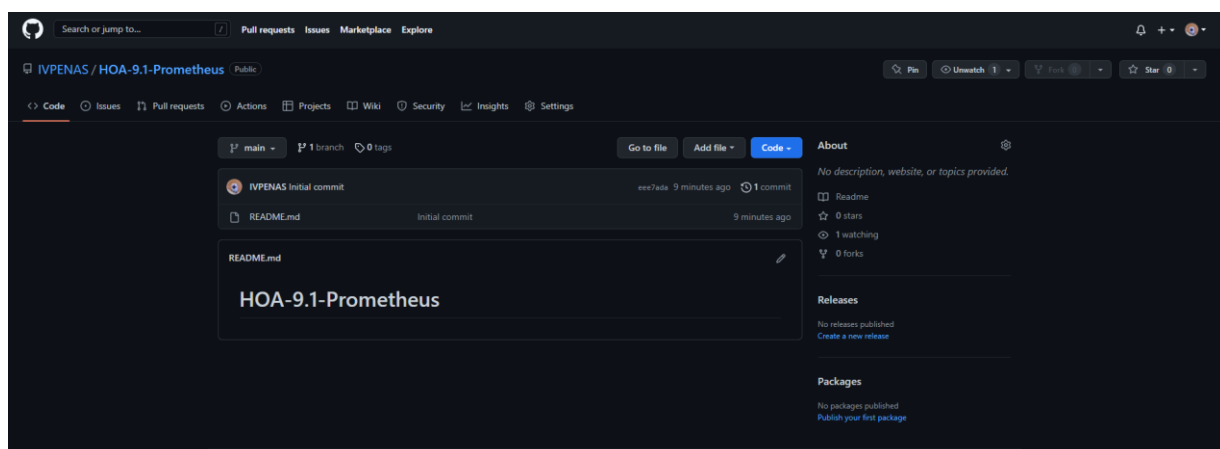 Search or jump to... / Pull requests Issues Marketplace Explore
IVPENAS / HOA-9.1-Prometheus Public Pin Unwatch 1 Fork 0 Star 0
Code Issues Pull requests Actions Projects Wiki Security Insights Settings
main 1 branch 0 tags Go to file Add file Code About
No description, website, or topics provided.
IVPENAS Initial commit eee7ada 9 minutes ago 1 commit
Readme
README.md Initial commit 9 minutes ago
0 stars
1 watching
0 forks
README.md
HOA-9.1-Prometheus
Releases
No releases published
Create a new release
Packages
No packages published
Publish your first package